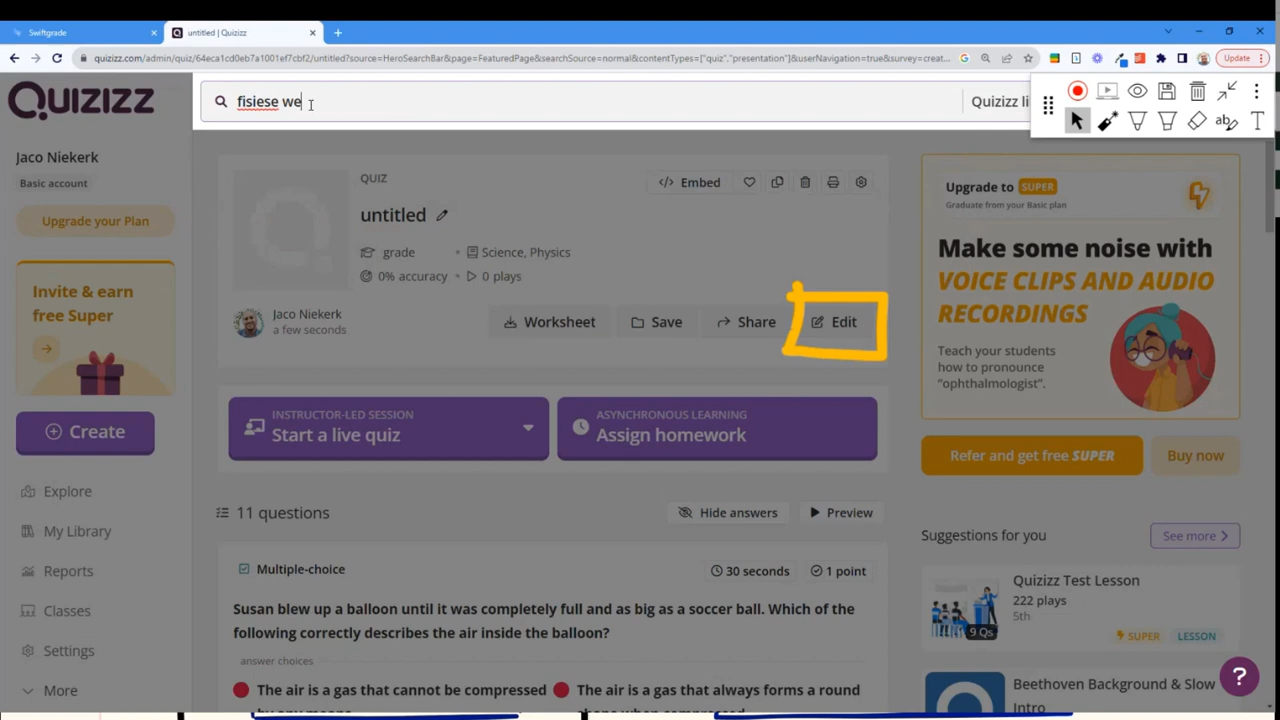 Swiftgrade
untitled | Quizizz
quizizz.com/admin/quiz/64eca1cd0eb7a1001ef7cbf2/untitled?source=HeroSearchBar&page=FeaturedPage&searchSource=normal&contentTypes=["quiz","presentation"]&userNavigation=true&survey=creat...
Update
Quizizz
fisiese we
Quizizz li
Jaco Niekerk
Basic account
Upgrade your Plan
Invite & earn
free Super
Create
Explore
My Library
Reports
Classes
Settings
More
QUIZ
Embed
untitled
grade • Science, Physics
0% accuracy • 0 plays
Jaco Niekerk
a few seconds
Worksheet
Save
Share
Edit
INSTRUCTOR-LED SESSION
Start a live quiz
ASYNCHRONOUS LEARNING
Assign homework
11 questions
Hide answers
Preview
Multiple-choice
30 seconds
1 point
Susan blew up a balloon until it was completely full and as big as a soccer ball. Which of the
following correctly describes the air inside the balloon?
answer choices
The air is a gas that cannot be compressed
by any means
The air is a gas that always forms a round
shape when compressed
Upgrade to SUPER
Graduate from your Basic plan
Make some noise with
VOICE CLIPS AND AUDIO
RECORDINGS
Teach your students
how to pronounce
"ophthalmologist".
Refer and get free SUPER
Buy now
Suggestions for you
See more
Quizizz Test Lesson
222 plays
5th
9 Qs
SUPER
LESSON
Beethoven Background & Slow
Intro
?
ab
T